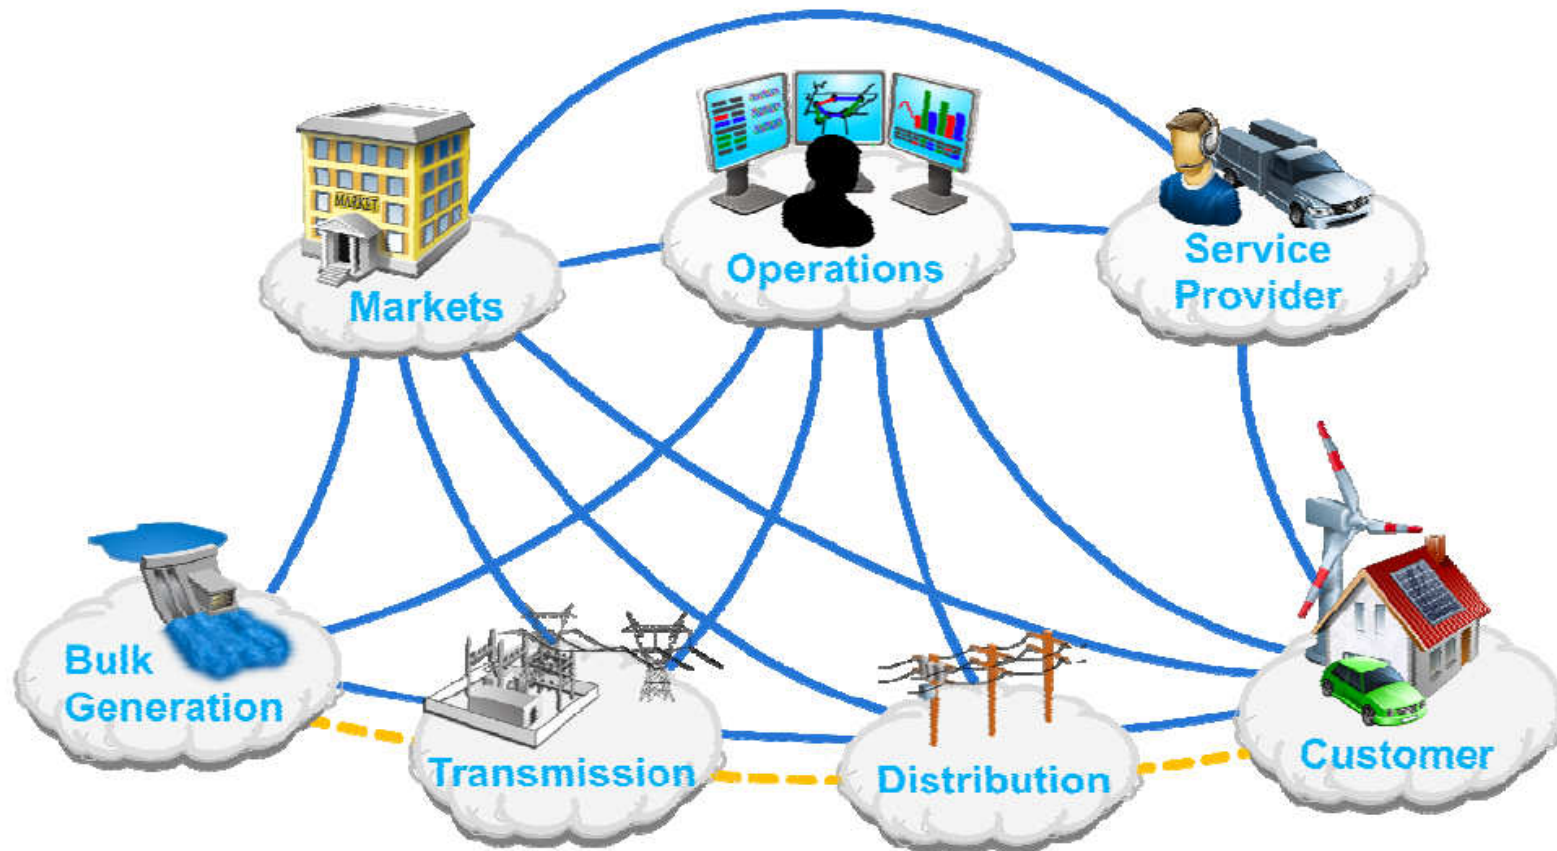 MARKET
Markets
Operations
Service
Provider
Bulk
Generation
Transmission
Distribution
Customer